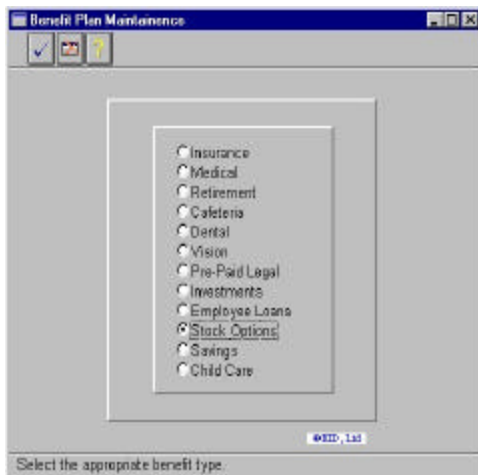 Benefit Plan Maintainence
Insurance
Medical
Retirement
Cafeteria
Dental
Vision
Pre-Paid Legal
Investments
Employee Loans
Stock Options
Savings
Child Care
Select the appropriate benefit type.